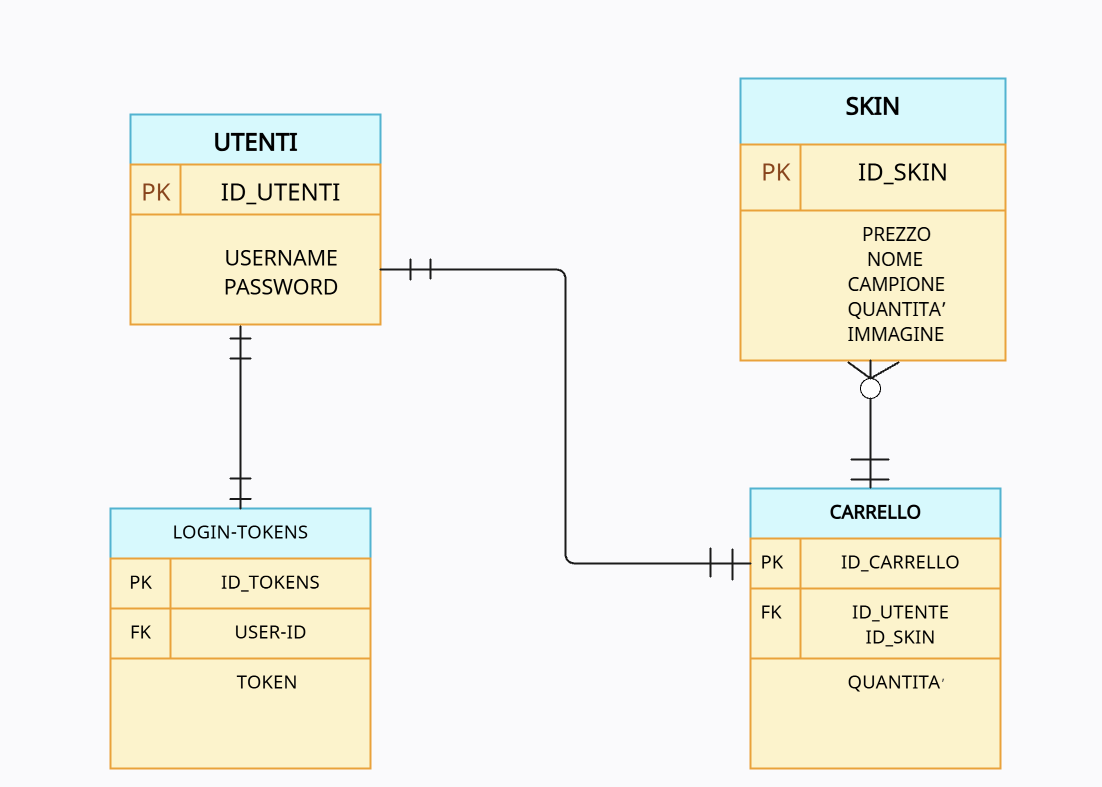 UTENTI
PK ID_UTENTI
USERNAME
PASSWORD
SKIN
PK ID_SKIN
PREZZO
NOME
CAMPIONE
QUANTITA’
IMMAGINE
LOGIN-TOKENS
PK ID_TOKENS
FK USER-ID
TOKEN
CARRELLO
PK ID_CARRELLO
FK ID_UTENTE
ID_SKIN
QUANTITA’